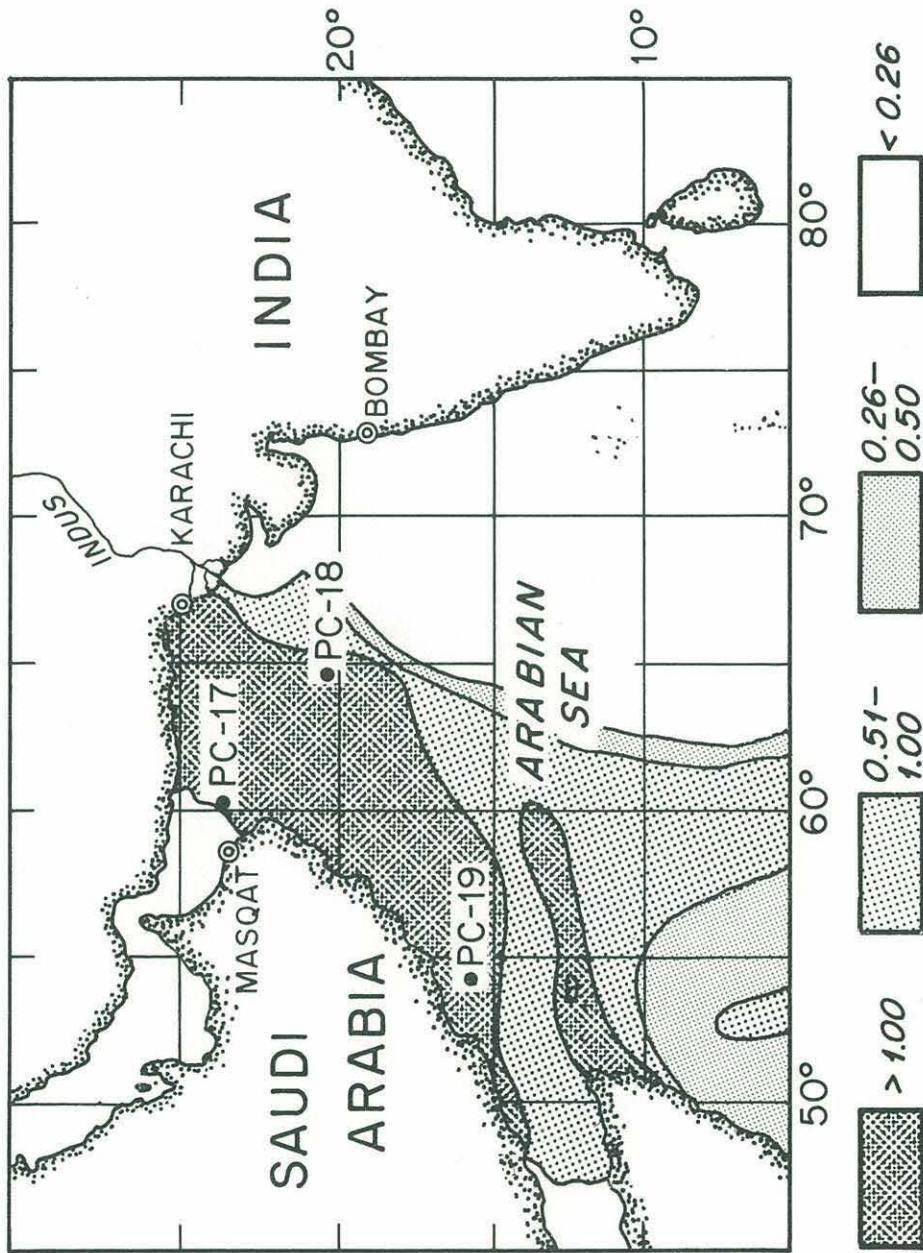 INDUS
KARACHI
INDIA
BOMBAY
PC-17
PC-18
MASQAT
SAUDI
ARABIA
PC-19
ARABIAN
SEA
20°
10°
50°
60°
70°
80°
> 1.00
0.51-
1.00
0.26-
0.50
< 0.26